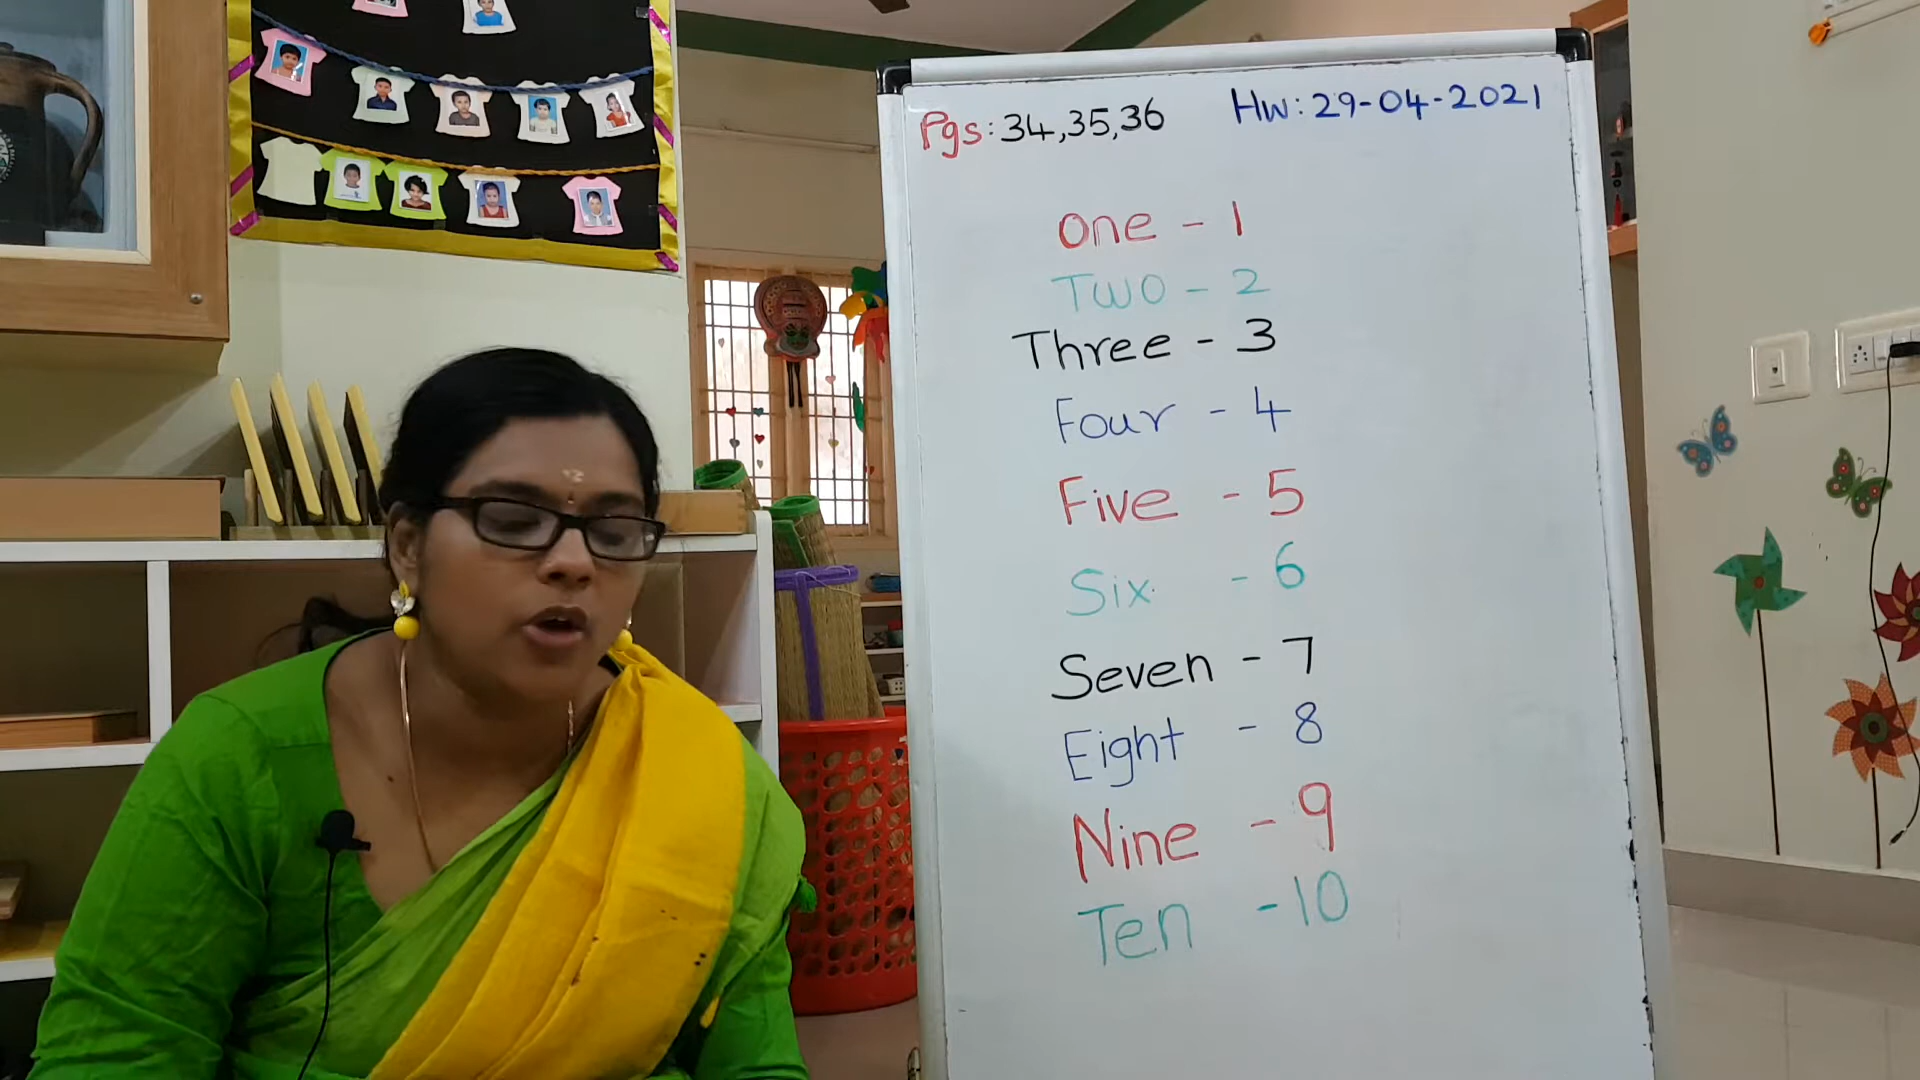 Pgs: 34,35,36 Hw: 29-04-2021
One - 1
Two - 2
Three - 3
Four - 4
Five - 5
Six - 6
Seven - 7
Eight - 8
Nine - 9
Ten - 10